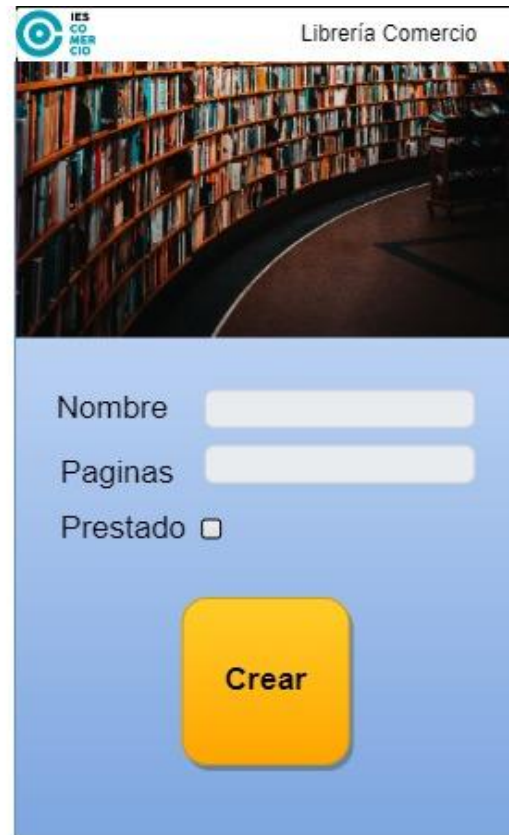 IES
CO
MER
CIO
Librería Comercio
Nombre
Paginas
Prestado
Crear